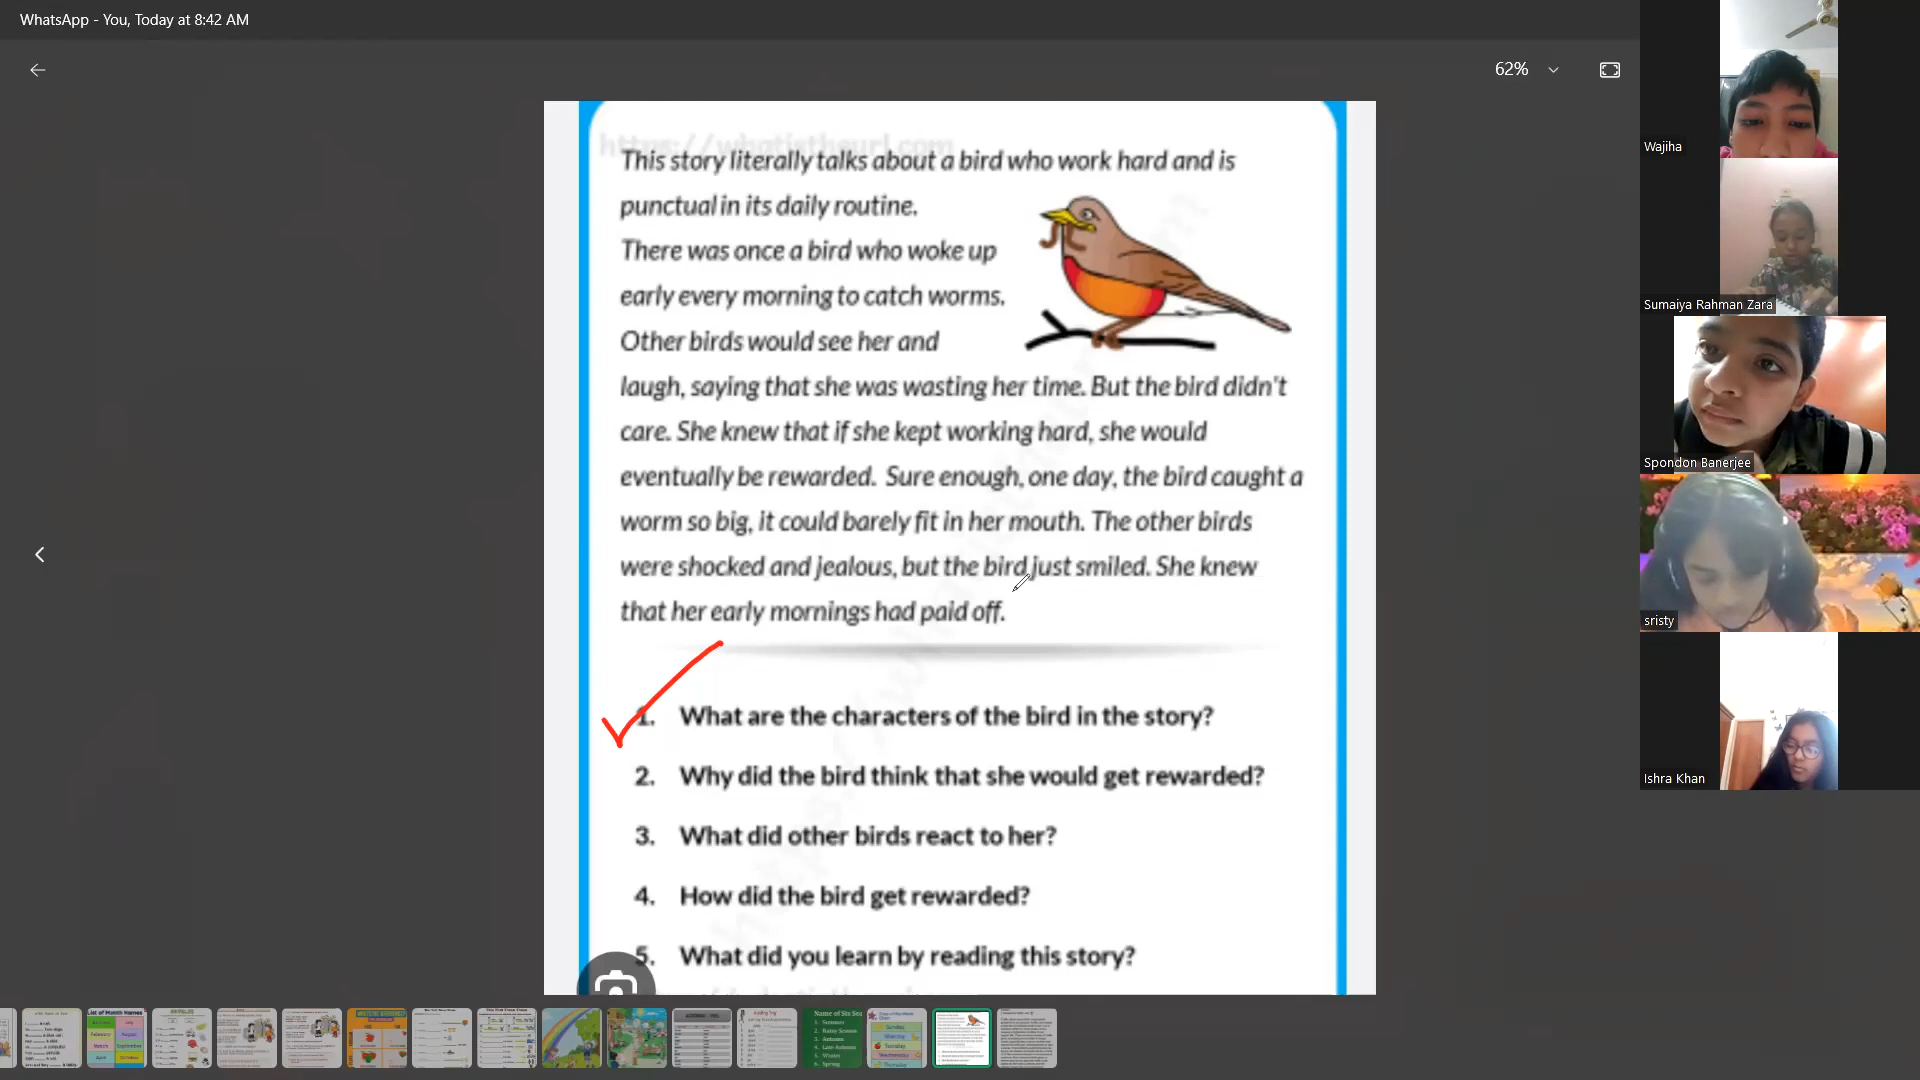 WhatsApp - You, Today at 8:42 AM
62%
https://whatistheurl.com
This story literally talks about a bird who work hard and is
punctual in its daily routine.
There was once a bird who woke up
early every morning to catch worms.
Other birds would see her and
laugh, saying that she was wasting her time. But the bird didn't
care. She knew that if she kept working hard, she would
eventually be rewarded. Sure enough, one day, the bird caught a
worm so big, it could barely fit in her mouth. The other birds
were shocked and jealous, but the bird just smiled. She knew
that her early mornings had paid off.
1. What are the characters of the bird in the story?
2. Why did the bird think that she would get rewarded?
3. What did other birds react to her?
4. How did the bird get rewarded?
5. What did you learn by reading this story?
Wajiha
Sumaiya Rahman Zara
Spondon Banerjee
sristy
Ishra Khan
List of Month Names